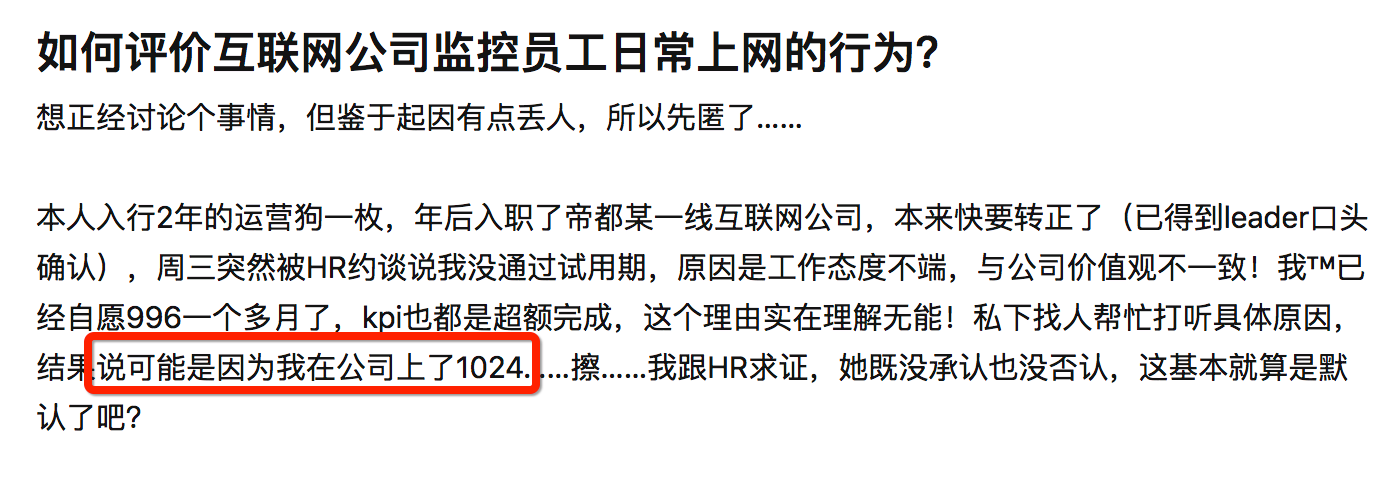 如何评价互联网公司监控员工日常上网的行为?
想正经讨论个事情，但鉴于起因有点丢人，所以先匿了......
本人入行2年的运营狗一枚，年后入职了帝都某一线互联网公司，本来快要转正了（已得到leader口头
确认），周三突然被HR约谈说我没通过试用期，原因是工作态度不端，与公司价值观不一致！我™已
经自愿996一个多月了，kpi也都是超额完成，这个理由实在理解无能！私下找人帮忙打听具体原因，
结果说可能是因为我在公司上了1024......擦......我跟HR求证，她既没承认也没否认，这基本就算是默
认了吧?